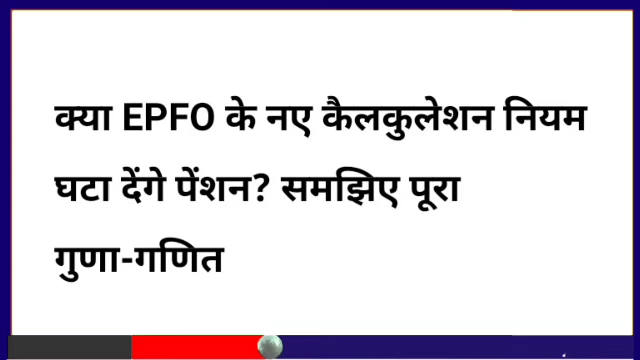 क्या EPFO के नए कैलकुलेशन नियम
घटा देंगे पेंशन? समझिए पूरा
गुणा-गणित